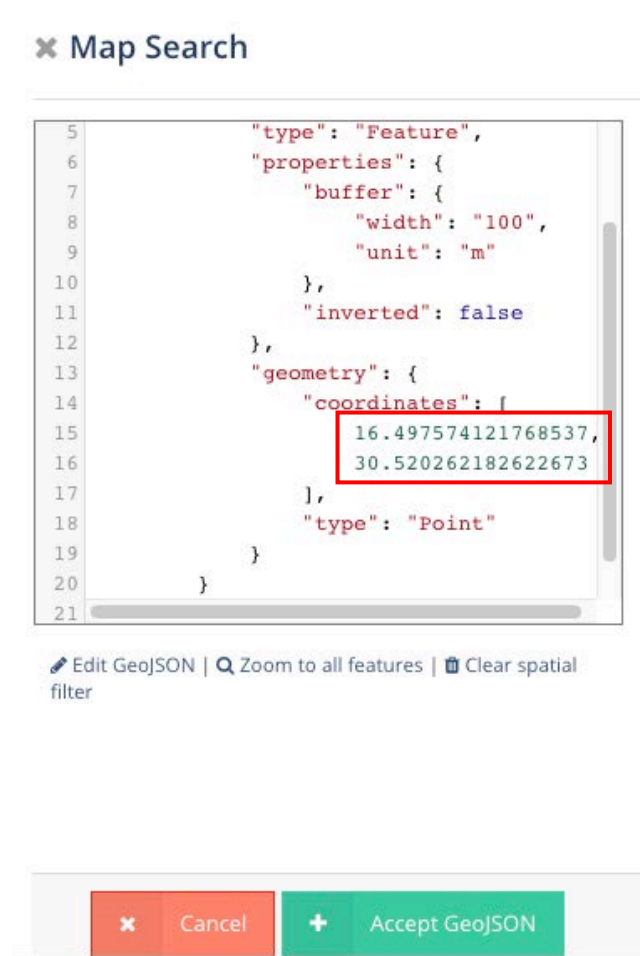 Map Search
5 "type": "Feature",
6 "properties": {
7 "buffer": {
8 "width": "100",
9 "unit": "m"
10 },
11 "inverted": false
12 },
13 "geometry": {
14 "coordinates": [
15 16.497574121768537,
16 30.520262182622673
17 ],
18 "type": "Point"
19 }
20 }
21
Edit GeoJSON | Zoom to all features | Clear spatial
filter
Cancel
Accept GeoJSON